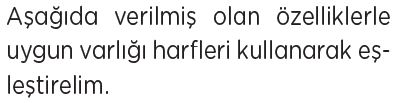 Aşağıda verilmiş olan özelliklerle
uygun varlığı harfleri kullanarak eş-
leştirelim.